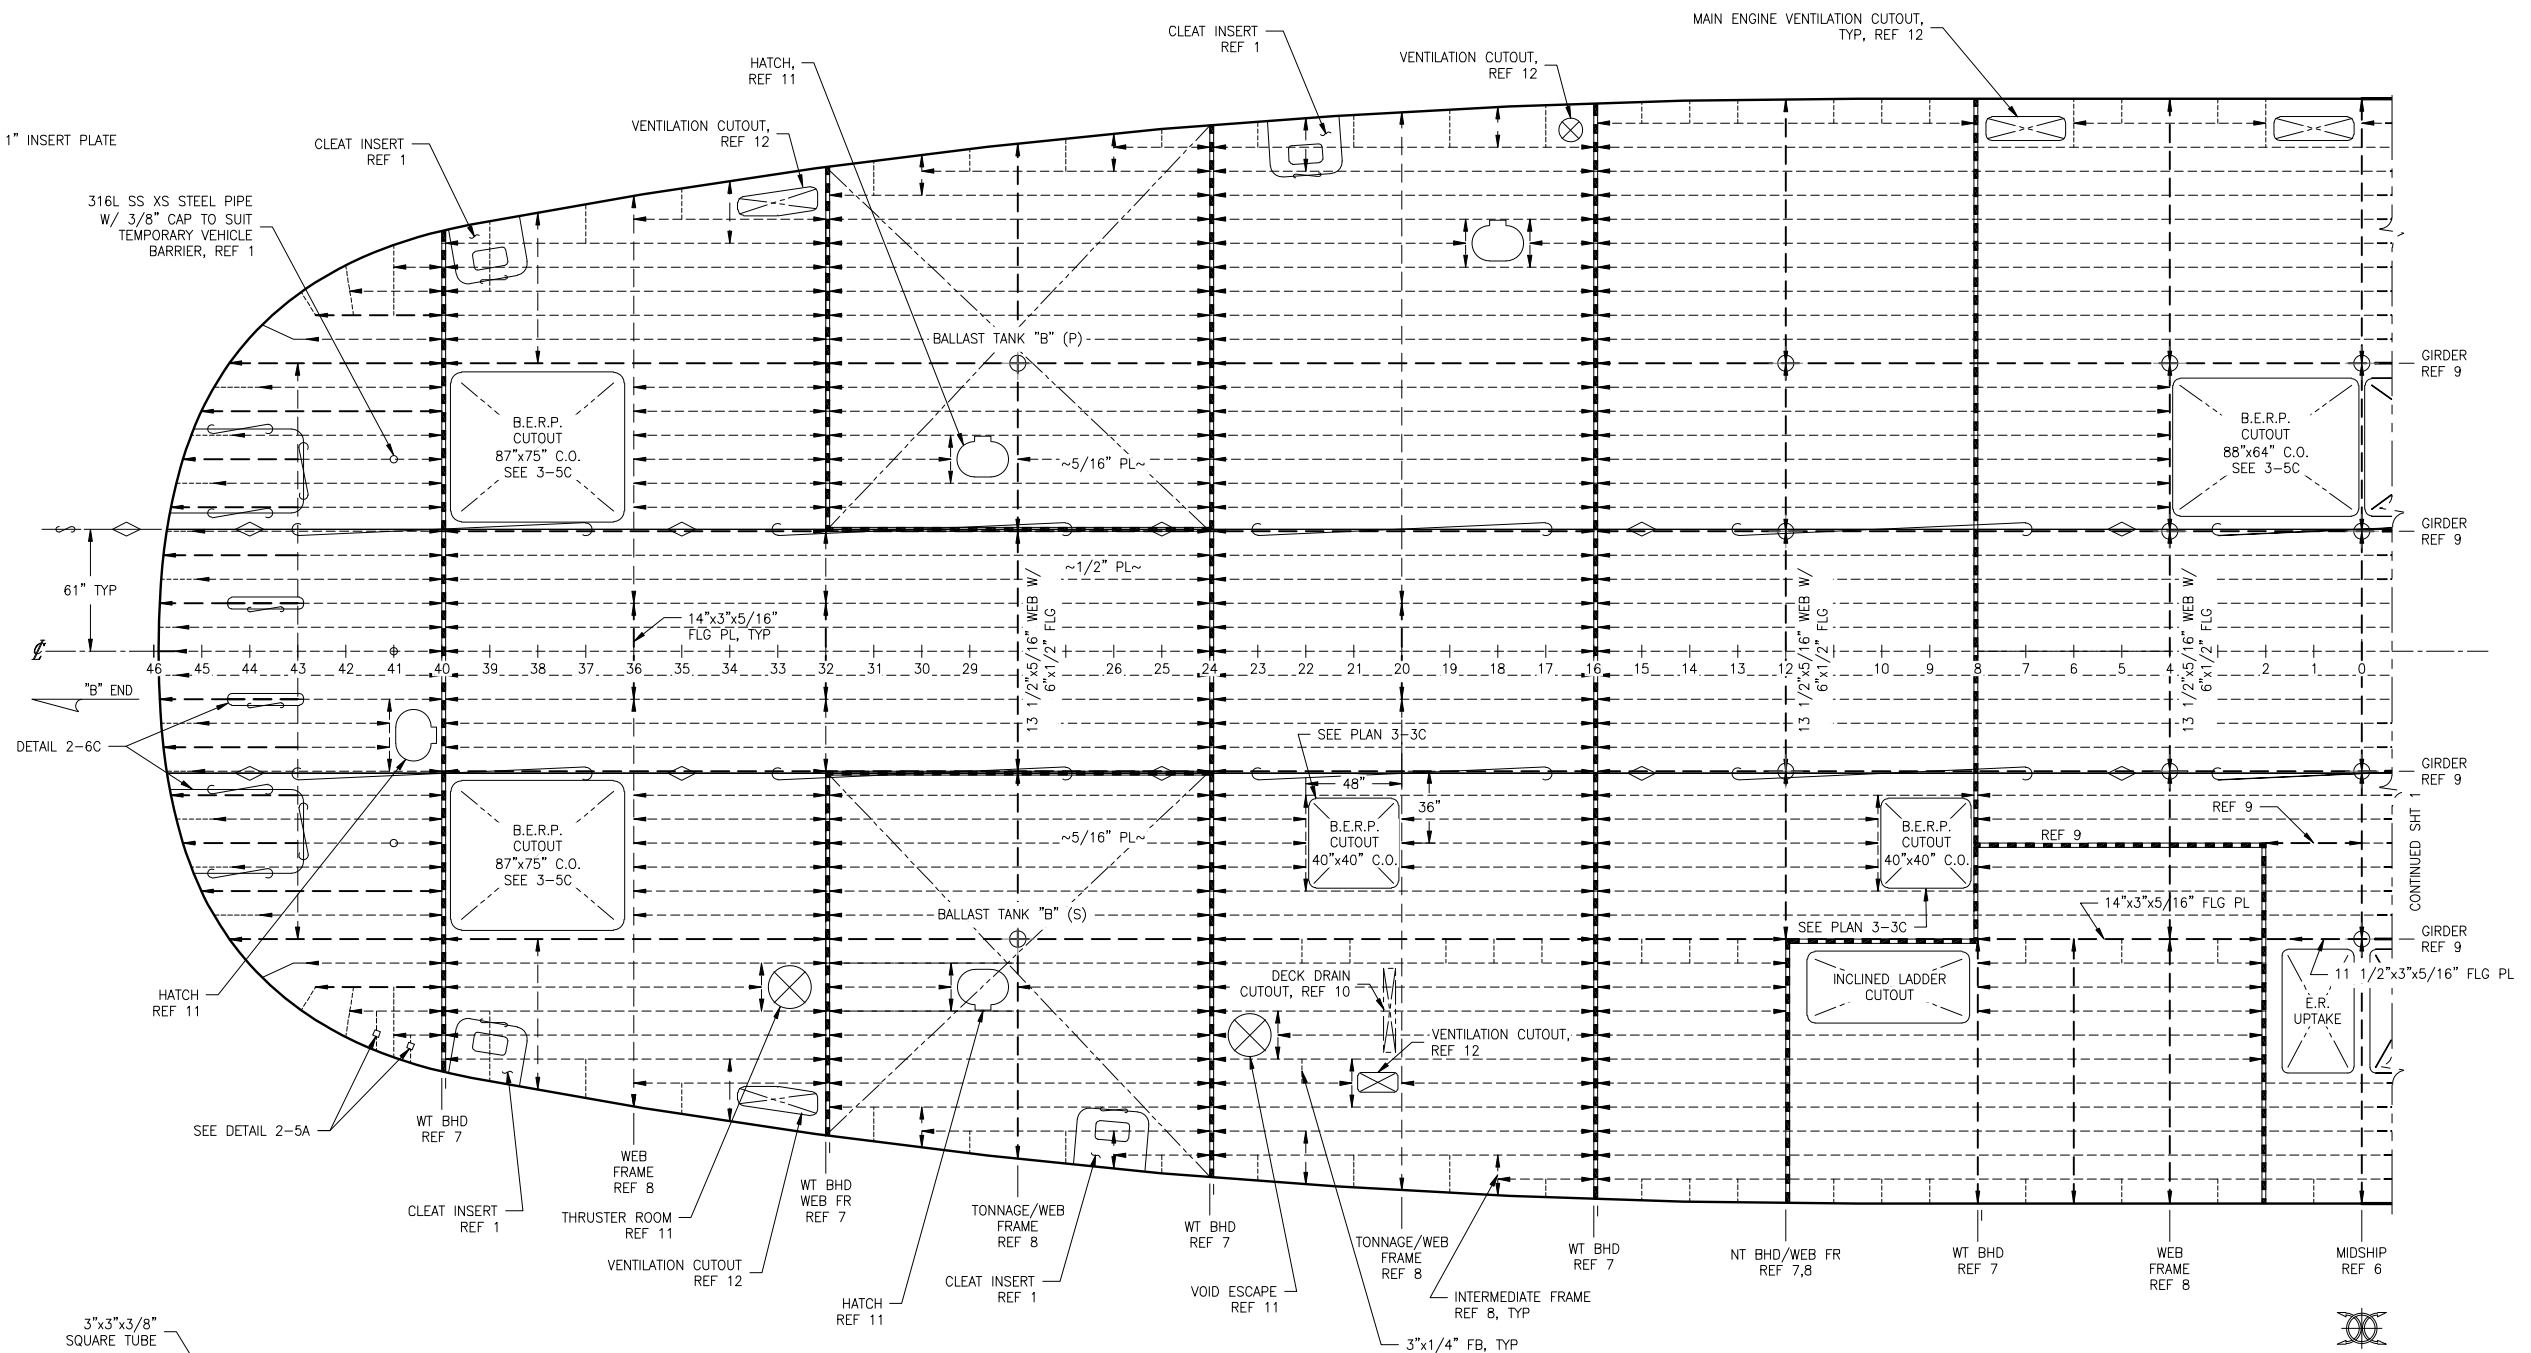 MAIN ENGINE VENTILATION CUTOUT,
TYP, REF 12
CLEAT INSERT
REF 1
VENTILATION CUTOUT,
REF 12
HATCH,
REF 11
VENTILATION CUTOUT,
REF 12
1" INSERT PLATE
CLEAT INSERT
REF 1
316L SS XS STEEL PIPE
W/ 3/8" CAP TO SUIT
TEMPORARY VEHICLE
BARRIER, REF 1
BALLAST TANK "B" (P)
GIRDER
REF 9
B.E.R.P.
CUTOUT
87"x75" C.O.
SEE 3-5C
~5/16" PL~
B.E.R.P.
CUTOUT
88"x64" C.O.
SEE 3-5C
GIRDER
REF 9
61" TYP
~1/2" PL~
13 1/2"x5/16" WEB W/
6"x1/2" FLG
13 1/2"x5/16" WEB W/
6"x1/2" FLG
13 1/2"x5/16" WEB W/
6"x1/2" FLG
14"x3"x5/16"
FLG PL, TYP
46 45 44 43 42 41 40 39 38 37 36 35 34 33 32 31 30 29 26 25 24 23 22 21 20 19 18 17 16 15 14 13 12 11 10 9 8 7 6 5 4 2 1 0
"B" END
DETAIL 2-6C
SEE PLAN 3-3C
GIRDER
REF 9
48"
36"
B.E.R.P.
CUTOUT
87"x75" C.O.
SEE 3-5C
~5/16" PL~
B.E.R.P.
CUTOUT
40"x40" C.O.
B.E.R.P.
CUTOUT
40"x40" C.O.
REF 9
REF 9
CONTINUED SHT 1
14"x3"x5/16" FLG PL
BALLAST TANK "B" (S)
SEE PLAN 3-3C
GIRDER
REF 9
11 1/2"x3"x5/16" FLG PL
HATCH
REF 11
DECK DRAIN
CUTOUT, REF 10
INCLINED LADDER
CUTOUT
E.R.
UPTAKE
VENTILATION CUTOUT,
REF 12
SEE DETAIL 2-5A
WT BHD
REF 7
WEB
FRAME
REF 8
WT BHD
WEB FR
REF 7
CLEAT INSERT
REF 1
THRUSTER ROOM
REF 11
TONNAGE/WEB
FRAME
REF 8
WT BHD
REF 7
TONNAGE/WEB
FRAME
REF 8
WT BHD
REF 7
NT BHD/WEB FR
REF 7,8
WT BHD
REF 7
WEB
FRAME
REF 8
MIDSHIP
REF 6
VENTILATION CUTOUT
REF 12
CLEAT INSERT
REF 1
VOID ESCAPE
REF 11
INTERMEDIATE FRAME
REF 8, TYP
HATCH
REF 11
3"x3"x3/8"
SQUARE TUBE
3"x1/4" FB, TYP